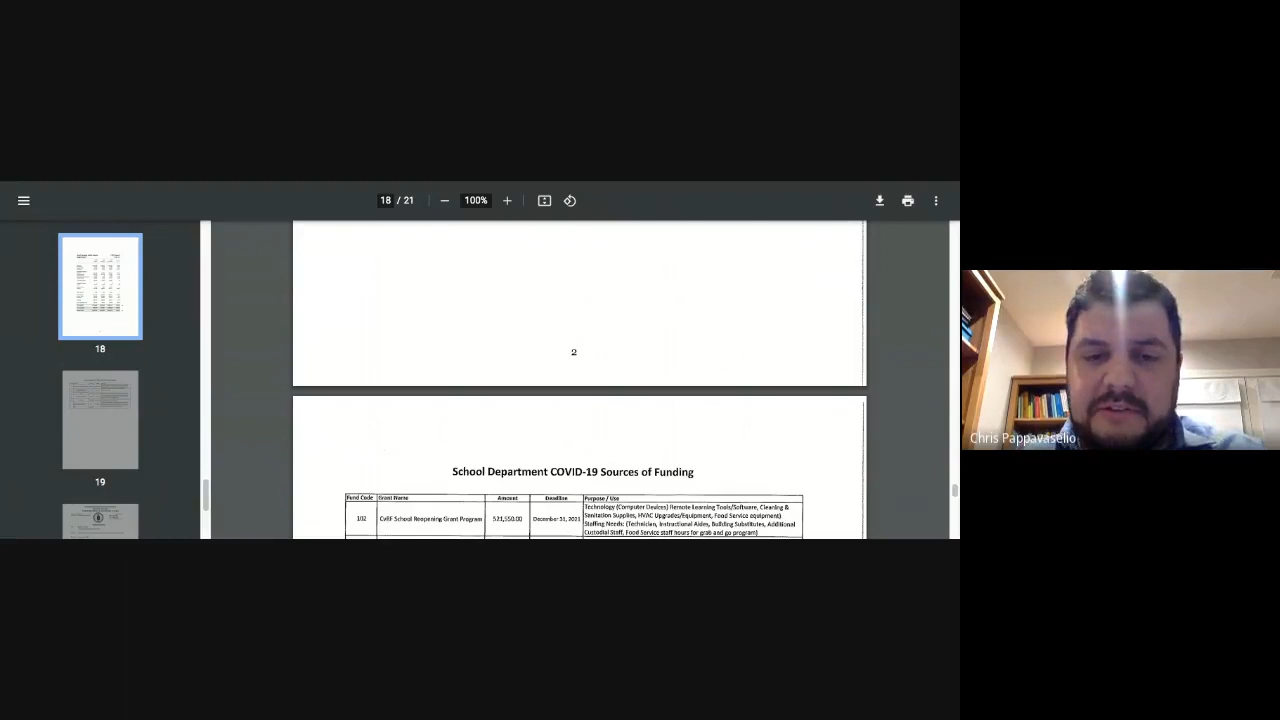 18 / 21
100%
18
19
2
School Department COVID-19 Sources of Funding
Fund Code Grant Name Amount Deadline Purpose / Use
102 CvRF School Reopening Grant Program 521,550.00 December 31, 2021
Technology (Computer Devices) Remote Learning Tools/Software, Cleaning &
Sanitation Supplies, HVAC Upgrades/Equipment, Food Service equipment)
Staffing Needs: (Technician, Instructional Aides, Building Substitutes, Additional
Custodial Staff, Food Service staff hours for grab and go program)
Chris Pappavaselio